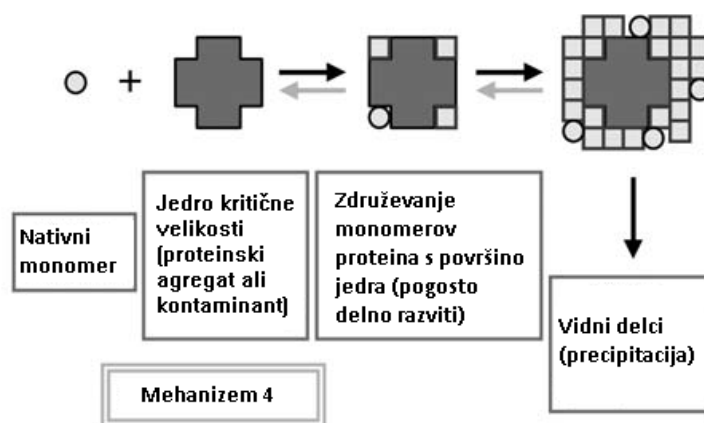 +
Nativni
monomer
Jedro kritične
velikosti
(proteinski
agregat ali
kontaminant)
Združevanje
monomerov
proteina s površino
jedra (pogosto
delno razviti)
Vidni delci
(precipitacija)
Mehanizem 4